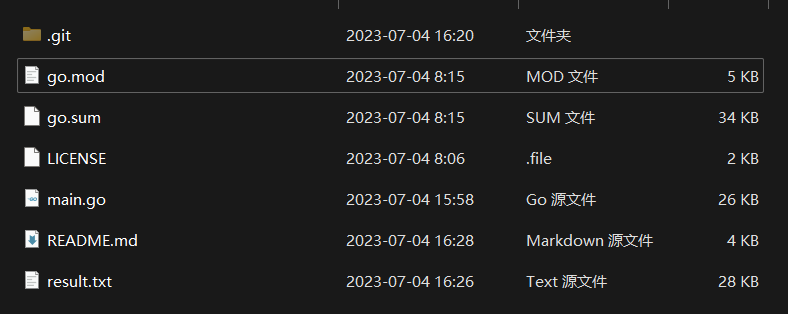 .git 2023-07-04 16:20 文件夹
go.mod 2023-07-04 8:15 MOD 文件 5 KB
go.sum 2023-07-04 8:15 SUM 文件 34 KB
LICENSE 2023-07-04 8:06 .file 2 KB
main.go 2023-07-04 15:58 Go 源文件 26 KB
README.md 2023-07-04 16:28 Markdown 源文件 4 KB
result.txt 2023-07-04 16:26 Text 源文件 28 KB